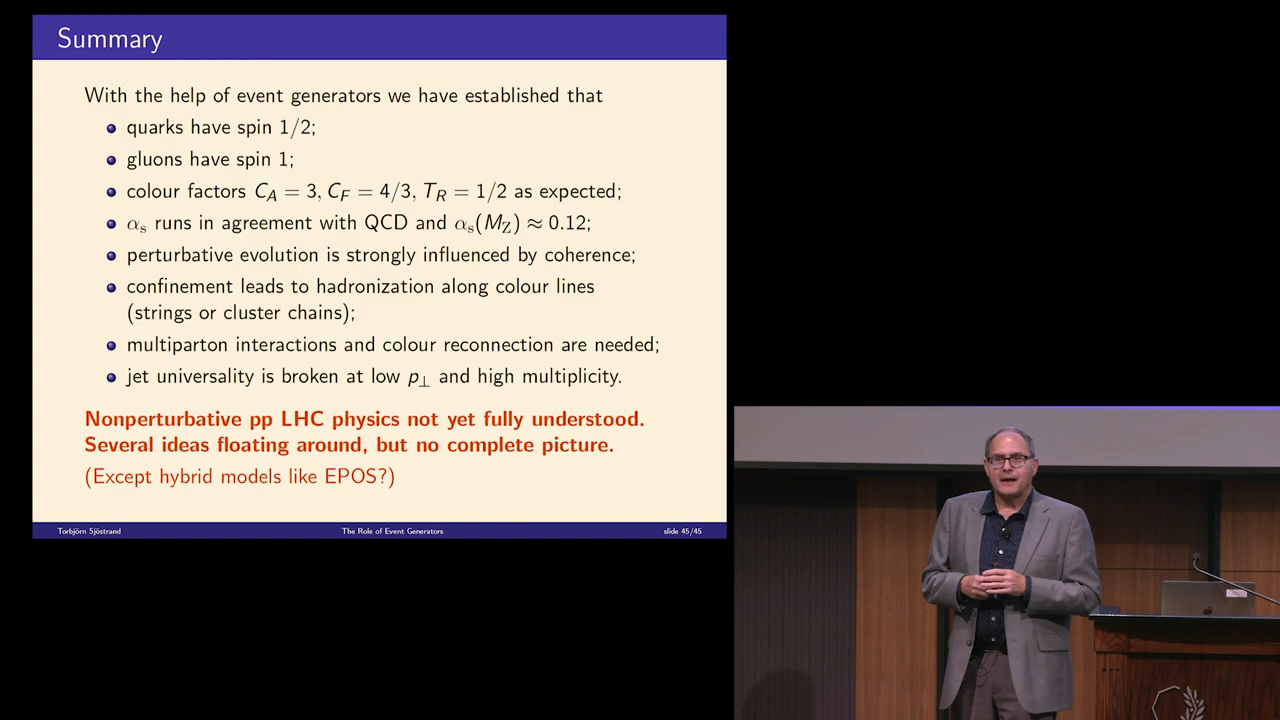 Summary
With the help of event generators we have established that
quarks have spin 1/2;
gluons have spin 1;
colour factors C_A = 3, C_F = 4/3, T_R = 1/2 as expected;
α_s runs in agreement with QCD and α_s(M_Z) ≈ 0.12;
perturbative evolution is strongly influenced by coherence;
confinement leads to hadronization along colour lines
(strings or cluster chains);
multiparton interactions and colour reconnection are needed;
jet universality is broken at low p_⊥ and high multiplicity.
Nonperturbative pp LHC physics not yet fully understood.
Several ideas floating around, but no complete picture.
(Except hybrid models like EPOS?)
Torbjörn Sjöstrand The Role of Event Generators slide 45/45